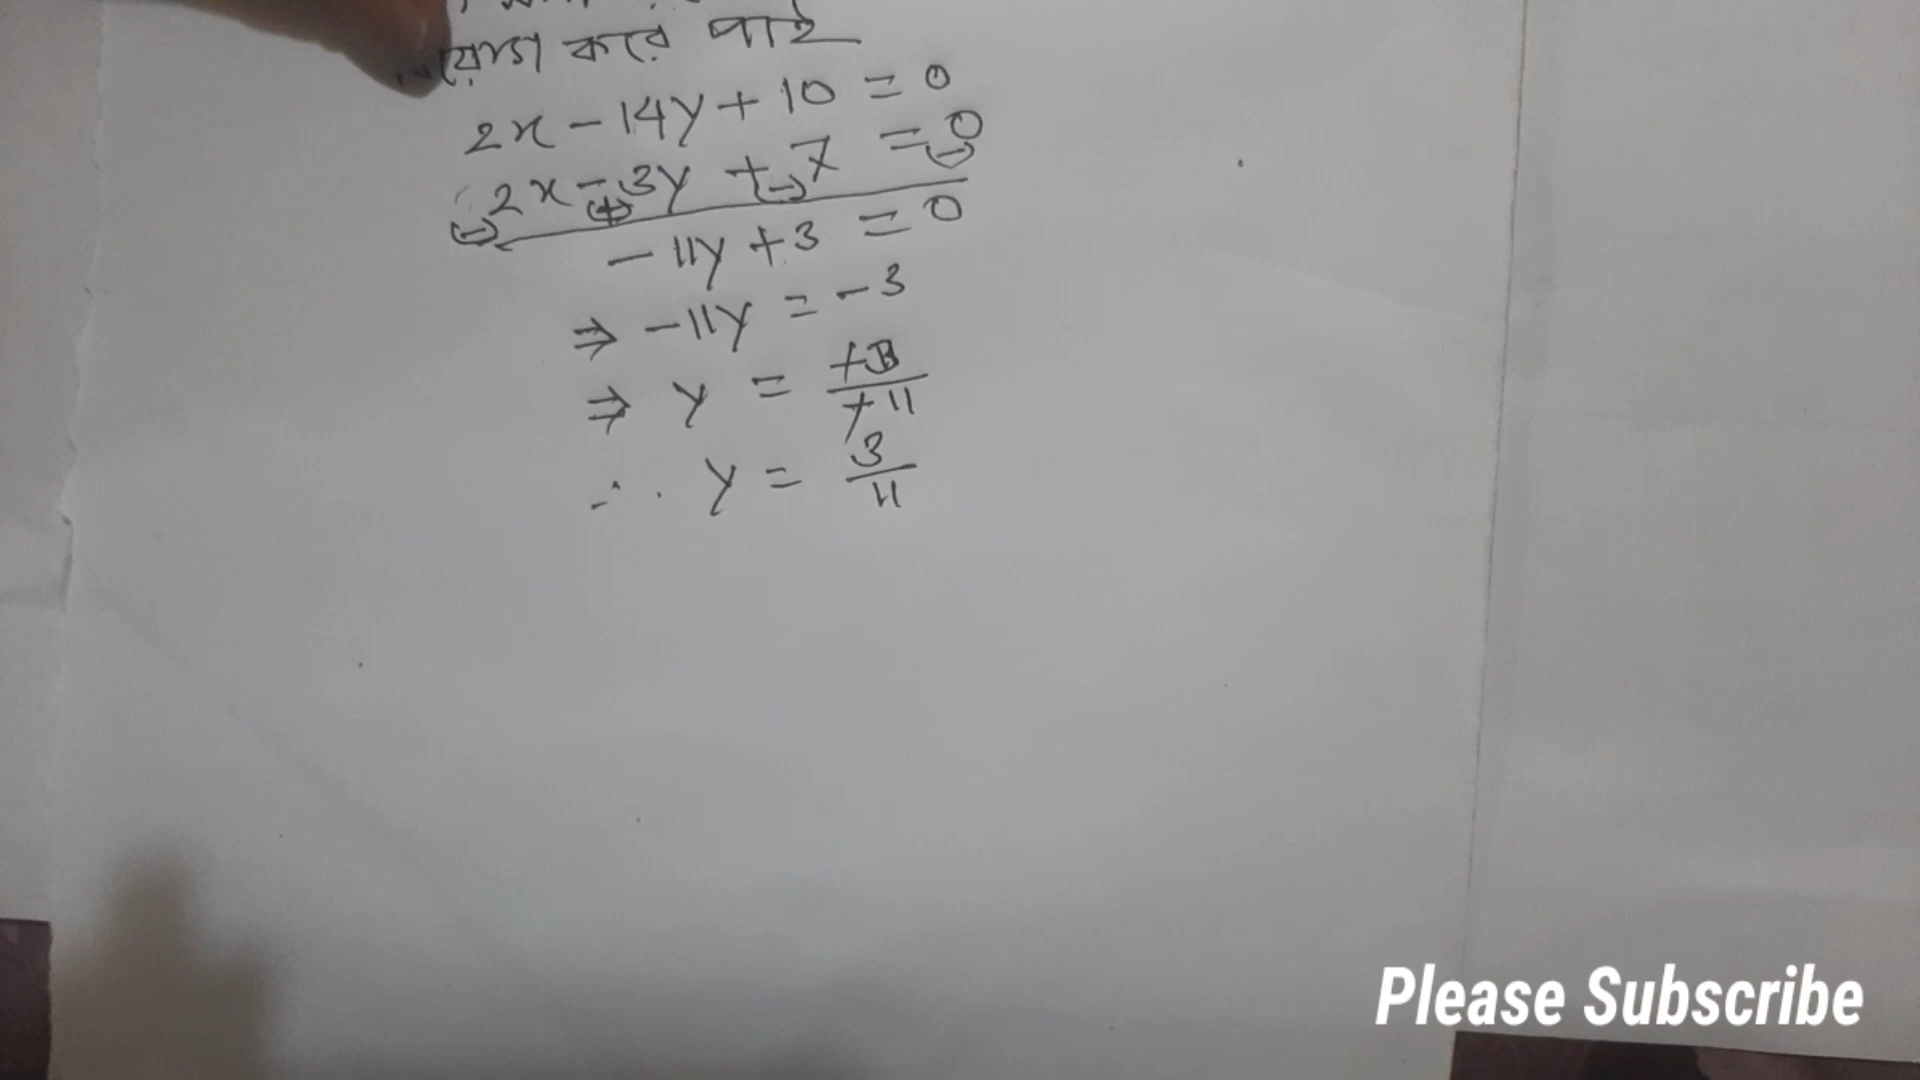 করে পাই
2x - 14y + 10 = 0
2x - 3y + 7 = 0
(-) (+) (-) (-)
- 11y + 3 = 0
⇒ -11y = -3
⇒ y = +3/+11
∴ y = 3/11
Please Subscribe